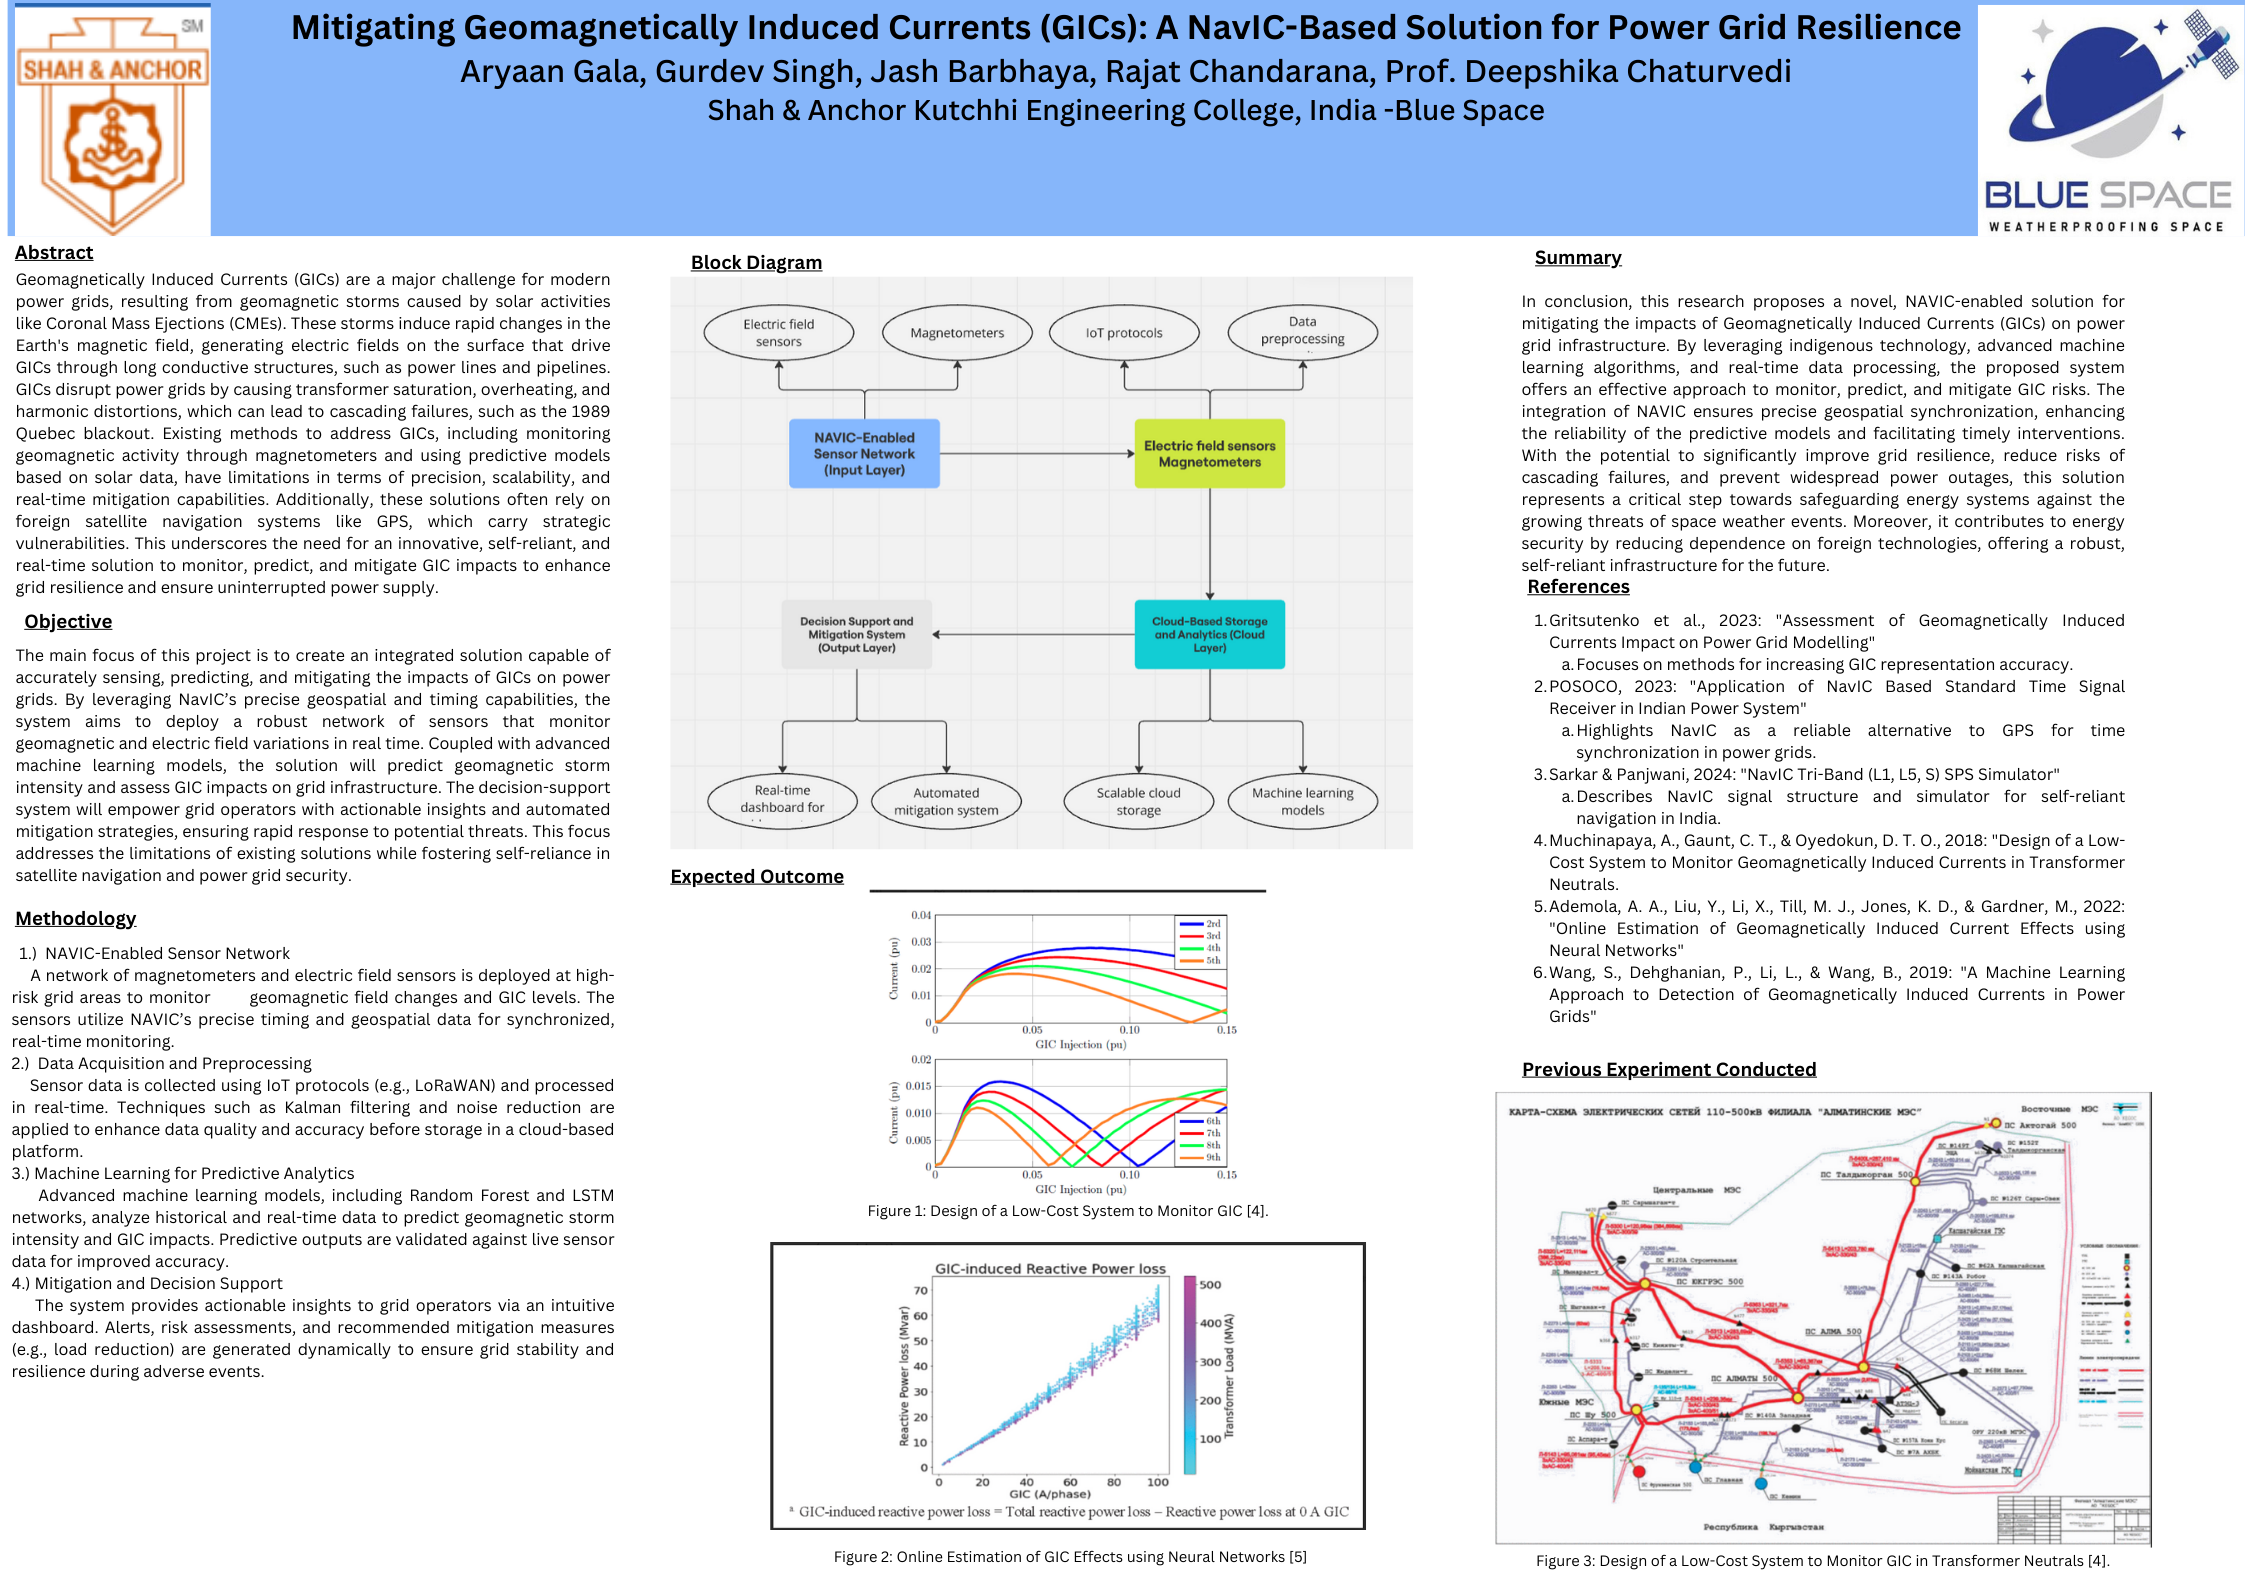 SM
SHAH & ANCHOR
Mitigating Geomagnetically Induced Currents (GICs): A NavIC-Based Solution for Power Grid Resilience
Aryaan Gala, Gurdev Singh, Jash Barbhaya, Rajat Chandarana, Prof. Deepshika Chaturvedi
Shah & Anchor Kutchhi Engineering College, India -Blue Space
BLUE SPACE
WEATHERPROOFING SPACE
Abstract
Geomagnetically Induced Currents (GICs) are a major challenge for modern
power grids, resulting from geomagnetic storms caused by solar activities
like Coronal Mass Ejections (CMEs). These storms induce rapid changes in the
Earth's magnetic field, generating electric fields on the surface that drive
GICs through long conductive structures, such as power lines and pipelines.
GICs disrupt power grids by causing transformer saturation, overheating, and
harmonic distortions, which can lead to cascading failures, such as the 1989
Quebec blackout. Existing methods to address GICs, including monitoring
geomagnetic activity through magnetometers and using predictive models
based on solar data, have limitations in terms of precision, scalability, and
real-time mitigation capabilities. Additionally, these solutions often rely on
foreign satellite navigation systems like GPS, which carry strategic
vulnerabilities. This underscores the need for an innovative, self-reliant, and
real-time solution to monitor, predict, and mitigate GIC impacts to enhance
grid resilience and ensure uninterrupted power supply.
Objective
The main focus of this project is to create an integrated solution capable of
accurately sensing, predicting, and mitigating the impacts of GICs on power
grids. By leveraging NavIC’s precise geospatial and timing capabilities, the
system aims to deploy a robust network of sensors that monitor
geomagnetic and electric field variations in real time. Coupled with advanced
machine learning models, the solution will predict geomagnetic storm
intensity and assess GIC impacts on grid infrastructure. The decision-support
system will empower grid operators with actionable insights and automated
mitigation strategies, ensuring rapid response to potential threats. This focus
addresses the limitations of existing solutions while fostering self-reliance in
satellite navigation and power grid security.
Methodology
1.) NAVIC-Enabled Sensor Network
A network of magnetometers and electric field sensors is deployed at high-
risk grid areas to monitor geomagnetic field changes and GIC levels. The
sensors utilize NAVIC’s precise timing and geospatial data for synchronized,
real-time monitoring.
2.) Data Acquisition and Preprocessing
Sensor data is collected using IoT protocols (e.g., LoRaWAN) and processed
in real-time. Techniques such as Kalman filtering and noise reduction are
applied to enhance data quality and accuracy before storage in a cloud-based
platform.
3.) Machine Learning for Predictive Analytics
Advanced machine learning models, including Random Forest and LSTM
networks, analyze historical and real-time data to predict geomagnetic storm
intensity and GIC impacts. Predictive outputs are validated against live sensor
data for improved accuracy.
4.) Mitigation and Decision Support
The system provides actionable insights to grid operators via an intuitive
dashboard. Alerts, risk assessments, and recommended mitigation measures
(e.g., load reduction) are generated dynamically to ensure grid stability and
resilience during adverse events.
Block Diagram
Electric field
sensors
Magnetometers
IoT protocols
Data
preprocessing
NAVIC-Enabled
Sensor Network
(Input Layer)
Electric field sensors
Magnetometers
Decision Support and
Mitigation System
(Output Layer)
Cloud-Based Storage
and Analytics (Cloud
Layer)
Real-time
dashboard for
Automated
mitigation system
Scalable cloud
storage
Machine learning
models
Expected Outcome
0.04
0.03
0.02
0.01
0
Current (pu)
2rd
3rd
4th
5th
0 0.05 0.10 0.15
GIC Injection (pu)
0.02
0.015
0.010
0.005
0
Current (pu)
6th
7th
8th
9th
0 0.05 0.10 0.15
GIC Injection (pu)
Figure 1: Design of a Low-Cost System to Monitor GIC [4].
GIC-induced Reactive Power loss
Reactive Power loss (Mvar)
70
60
50
40
30
20
10
0
0 20 40 60 80 100
GIC (A/phase)
500
400
300
200
100
Transformer Load (MVA)
a. GIC-induced reactive power loss = Total reactive power loss – Reactive power loss at 0 A GIC
Figure 2: Online Estimation of GIC Effects using Neural Networks [5]
Summary
In conclusion, this research proposes a novel, NAVIC-enabled solution for
mitigating the impacts of Geomagnetically Induced Currents (GICs) on power
grid infrastructure. By leveraging indigenous technology, advanced machine
learning algorithms, and real-time data processing, the proposed system
offers an effective approach to monitor, predict, and mitigate GIC risks. The
integration of NAVIC ensures precise geospatial synchronization, enhancing
the reliability of the predictive models and facilitating timely interventions.
With the potential to significantly improve grid resilience, reduce risks of
cascading failures, and prevent widespread power outages, this solution
represents a critical step towards safeguarding energy systems against the
growing threats of space weather events. Moreover, it contributes to energy
security by reducing dependence on foreign technologies, offering a robust,
self-reliant infrastructure for the future.
References
1. Gritsutenko et al., 2023: "Assessment of Geomagnetically Induced
Currents Impact on Power Grid Modelling"
a. Focuses on methods for increasing GIC representation accuracy.
2. POSOCO, 2023: "Application of NavIC Based Standard Time Signal
Receiver in Indian Power System"
a. Highlights NavIC as a reliable alternative to GPS for time
synchronization in power grids.
3. Sarkar & Panjwani, 2024: "NavIC Tri-Band (L1, L5, S) SPS Simulator"
a. Describes NavIC signal structure and simulator for self-reliant
navigation in India.
4. Muchinapaya, A., Gaunt, C. T., & Oyedokun, D. T. O., 2018: "Design of a Low-
Cost System to Monitor Geomagnetically Induced Currents in Transformer
Neutrals.
5. Ademola, A. A., Liu, Y., Li, X., Till, M. J., Jones, K. D., & Gardner, M., 2022:
"Online Estimation of Geomagnetically Induced Current Effects using
Neural Networks"
6. Wang, S., Dehghanian, P., Li, L., & Wang, B., 2019: "A Machine Learning
Approach to Detection of Geomagnetically Induced Currents in Power
Grids"
Previous Experiment Conducted
КАРТА-СХЕМА ЭЛЕКТРИЧЕСКИХ СЕТЕЙ 110-500кВ ФИЛИАЛА "АЛМАТИНСКИЕ МЭС"
Восточные МЭС
ПС Актогай 500
ПС Талдыкорган 500
Центральные МЭС
ПС ЮКГРЭС 500
ПС АЛМА 500
ПС АЛМАТЫ 500
Южные МЭС
ПС Шу 500
Республика Кыргызстан
Figure 3: Design of a Low-Cost System to Monitor GIC in Transformer Neutrals [4].